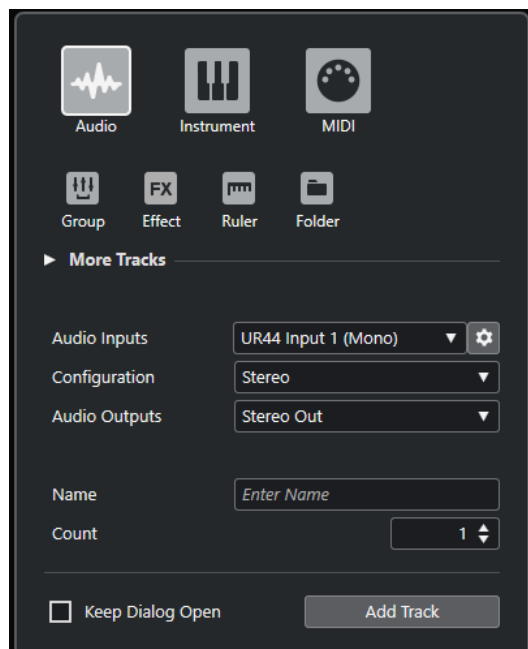 Audio Instrument MIDI
FX
Group Effect Ruler Folder
More Tracks
Audio Inputs UR44 Input 1 (Mono)
Configuration Stereo
Audio Outputs Stereo Out
Name Enter Name
Count 1
Keep Dialog Open Add Track